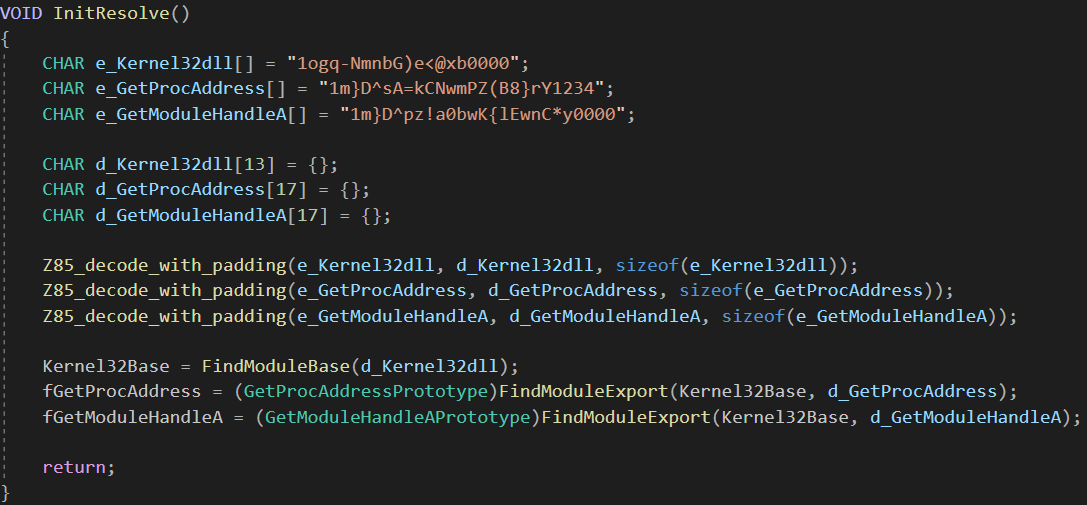 VOID InitResolve()
{
    CHAR e_Kernel32dll[] = "1ogq-NmnbG)e<@xb0000";
    CHAR e_GetProcAddress[] = "1m}D^sA=kCNwmPZ(B8}rY1234";
    CHAR e_GetModuleHandleA[] = "1m}D^pz!a0bwK{lEwnC*y0000";
    CHAR d_Kernel32dll[13] = {};
    CHAR d_GetProcAddress[17] = {};
    CHAR d_GetModuleHandleA[17] = {};
    Z85_decode_with_padding(e_Kernel32dll, d_Kernel32dll, sizeof(e_Kernel32dll));
    Z85_decode_with_padding(e_GetProcAddress, d_GetProcAddress, sizeof(e_GetProcAddress));
    Z85_decode_with_padding(e_GetModuleHandleA, d_GetModuleHandleA, sizeof(e_GetModuleHandleA));
    Kernel32Base = FindModuleBase(d_Kernel32dll);
    fGetProcAddress = (GetProcAddressPrototype)FindModuleExport(Kernel32Base, d_GetProcAddress);
    fGetModuleHandleA = (GetModuleHandleAPrototype)FindModuleExport(Kernel32Base, d_GetModuleHandleA);
    return;
}